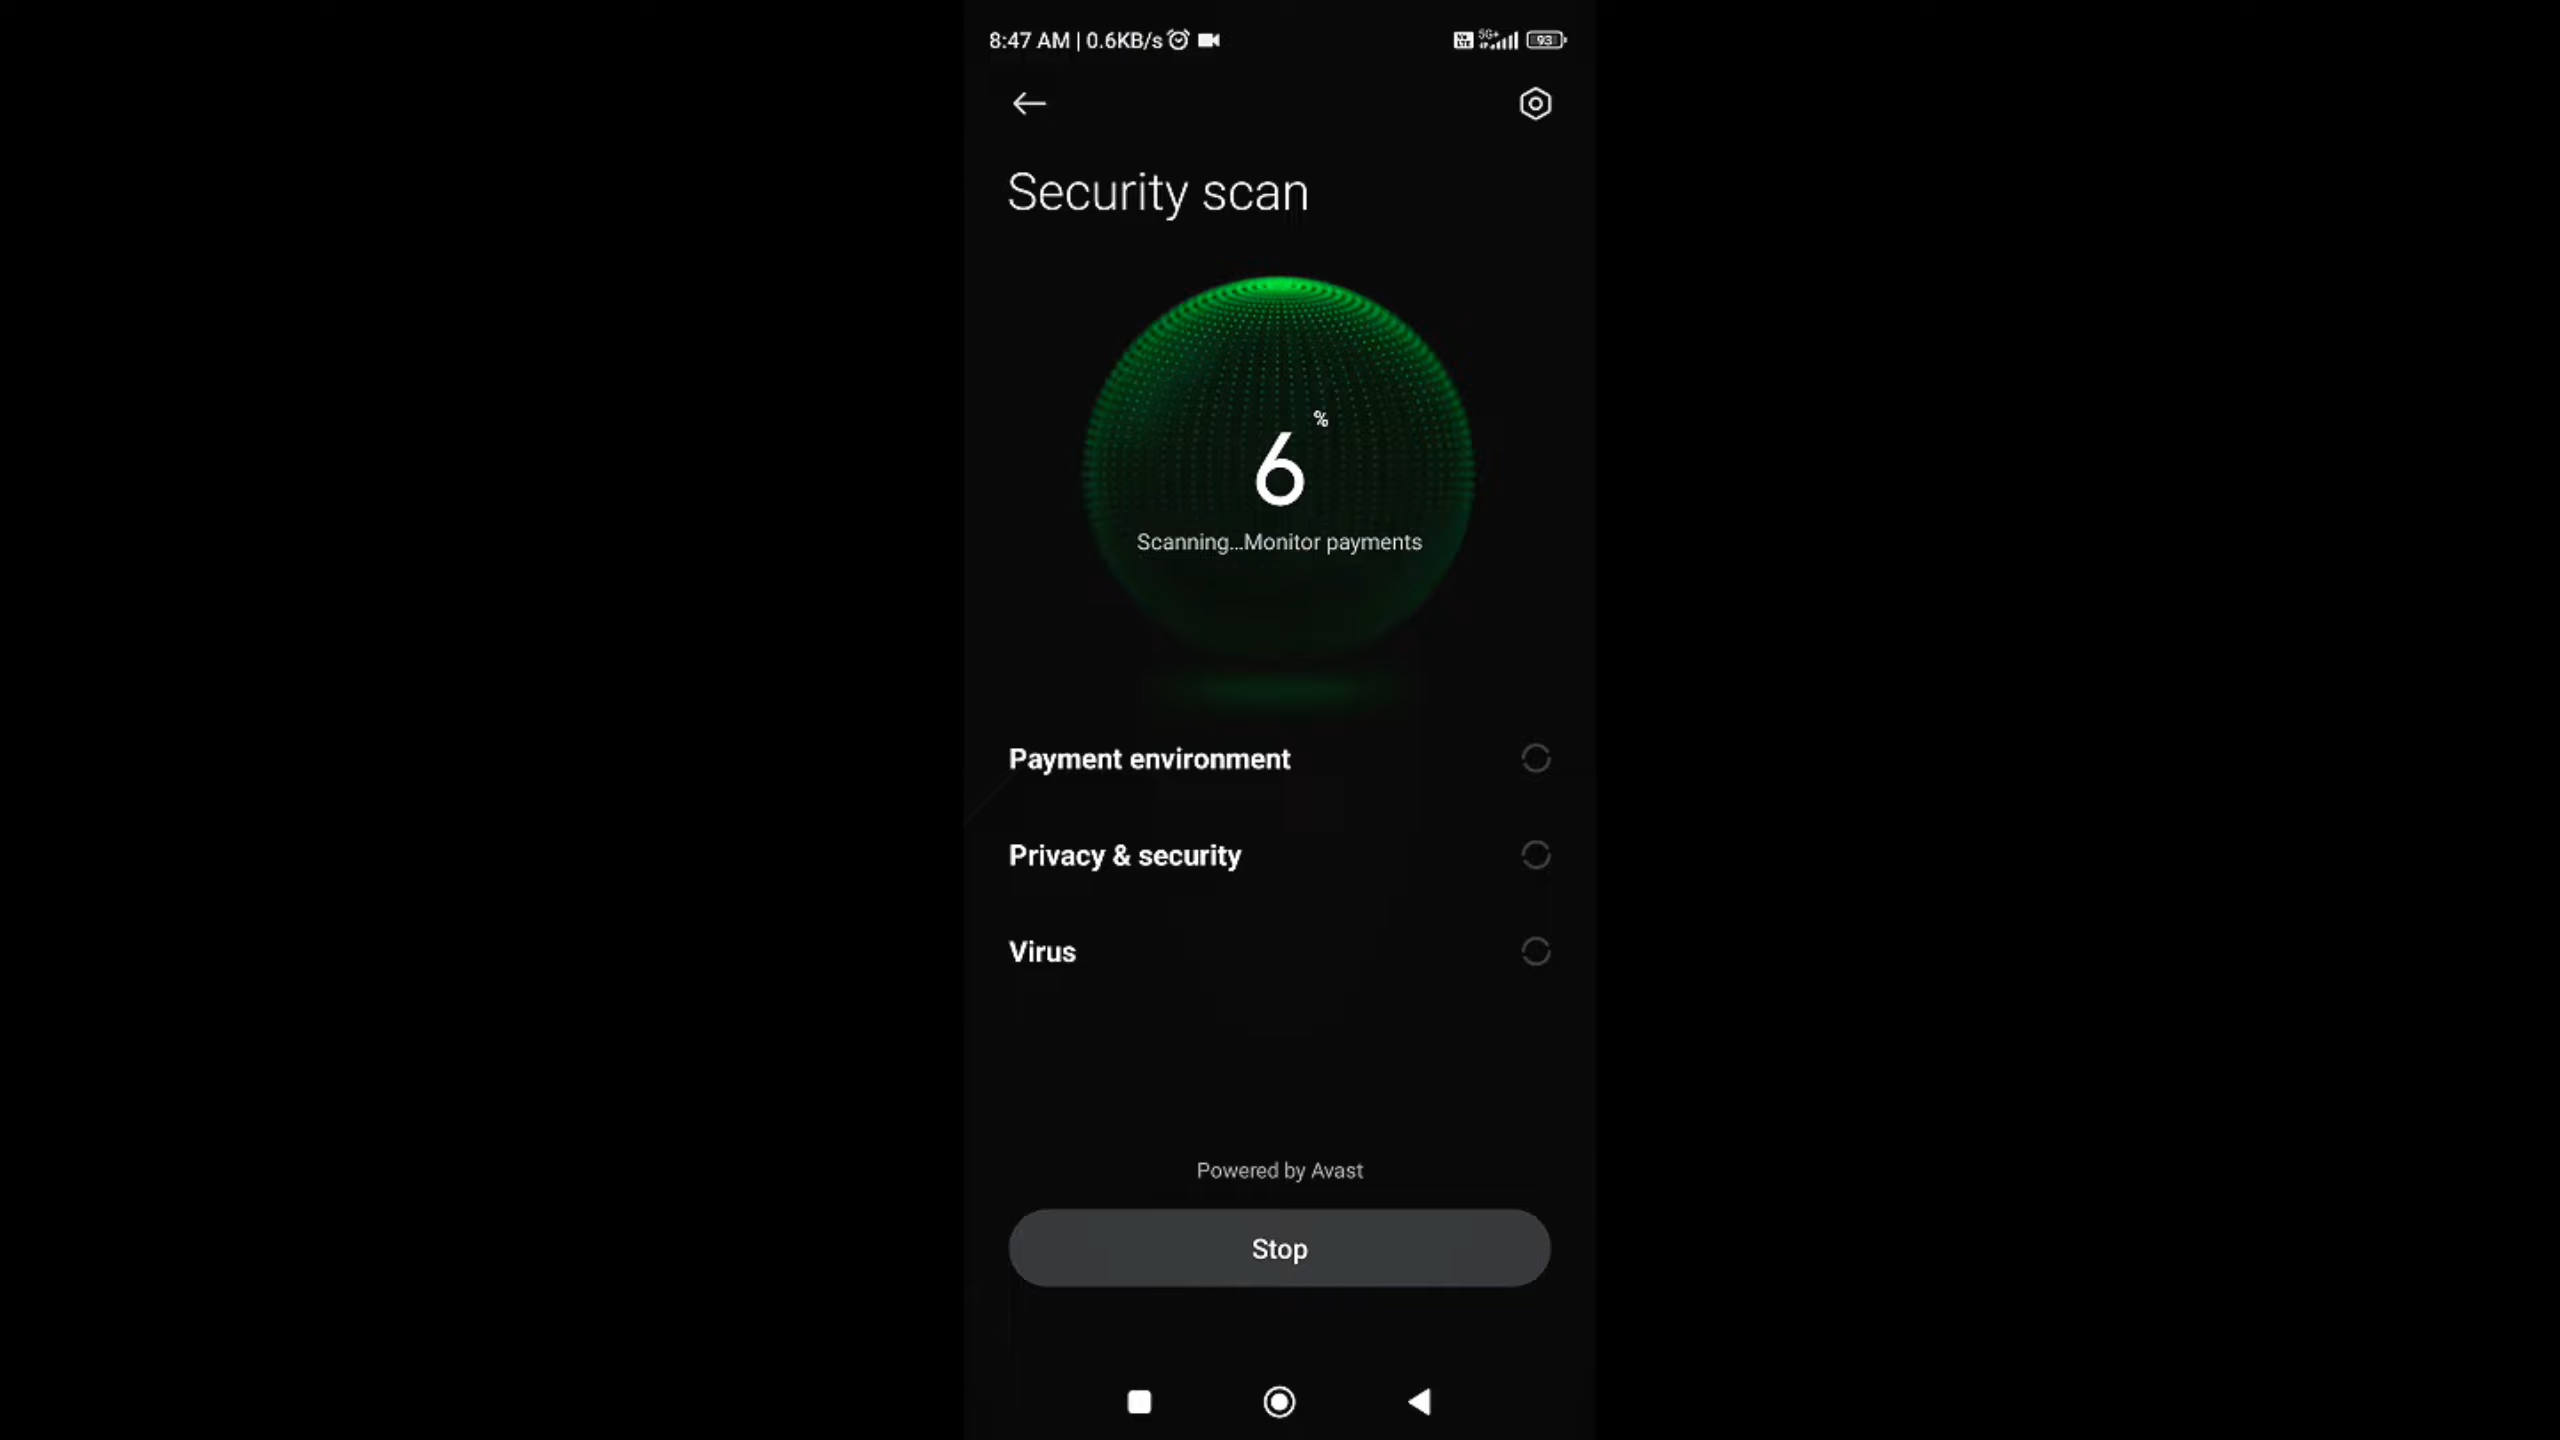 8:47 AM | 0.6KB/s
5G+
93
Security scan
6%
Scanning...Monitor payments
Payment environment
Privacy & security
Virus
Powered by Avast
Stop